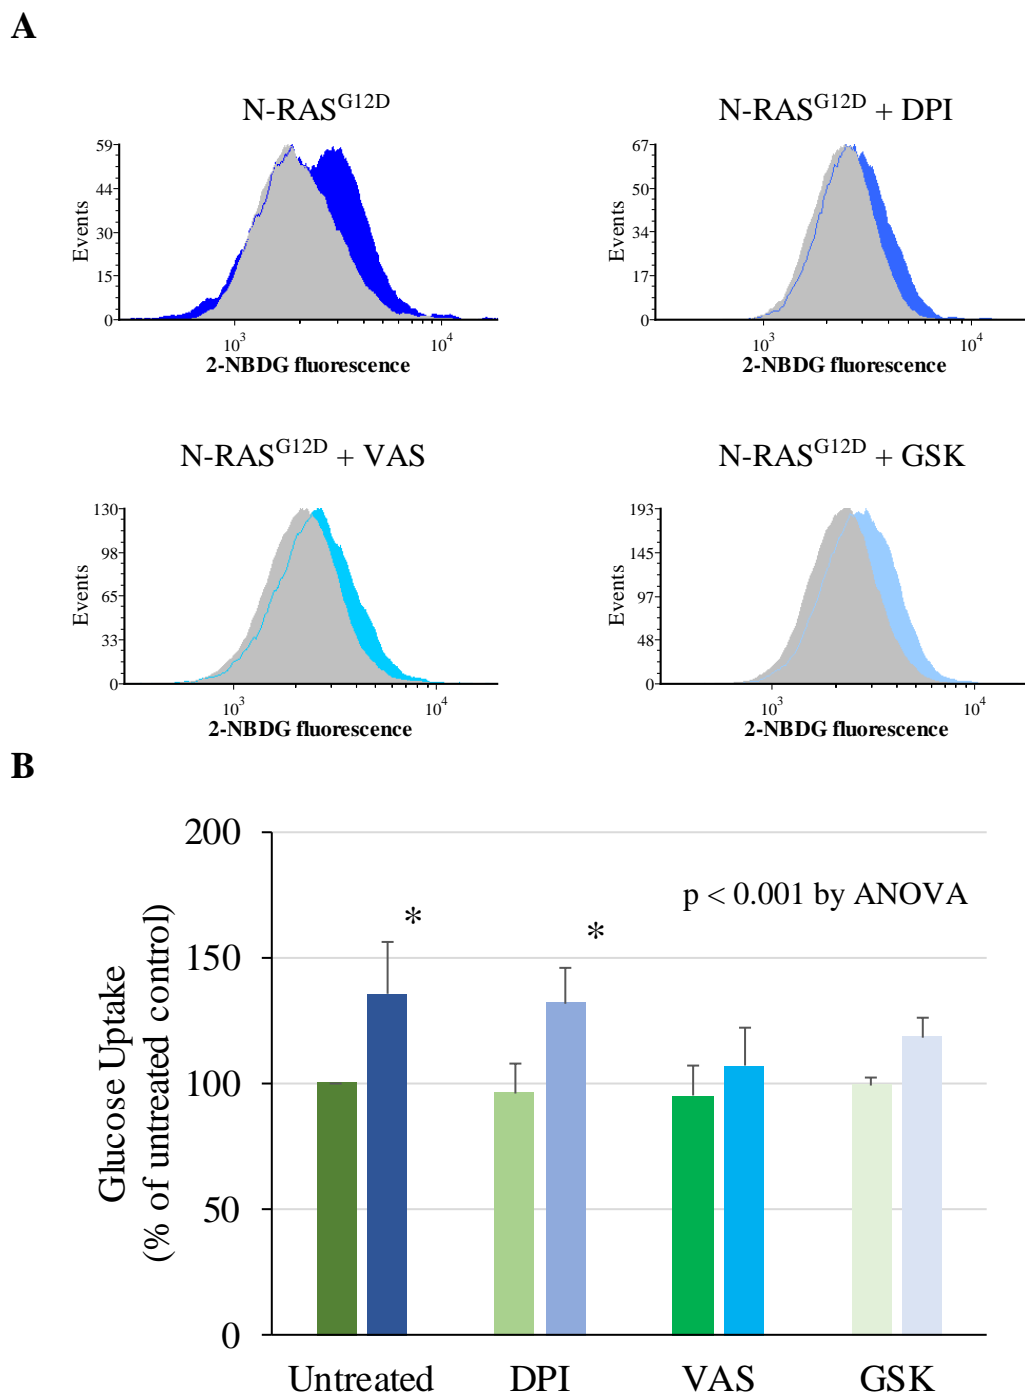 A
N-RASG12D
N-RASG12D + DPI
59
44
30
15
0
Events
10³
10⁴
2-NBDG fluorescence
67
50
34
17
0
Events
10³
10⁴
2-NBDG fluorescence
N-RASG12D + VAS
N-RASG12D + GSK
130
98
65
33
0
Events
10³
10⁴
2-NBDG fluorescence
193
145
97
48
0
Events
10³
10⁴
2-NBDG fluorescence
B
200
150
100
50
0
Glucose Uptake
(% of untreated control)
p < 0.001 by ANOVA
*
*
Untreated
DPI
VAS
GSK